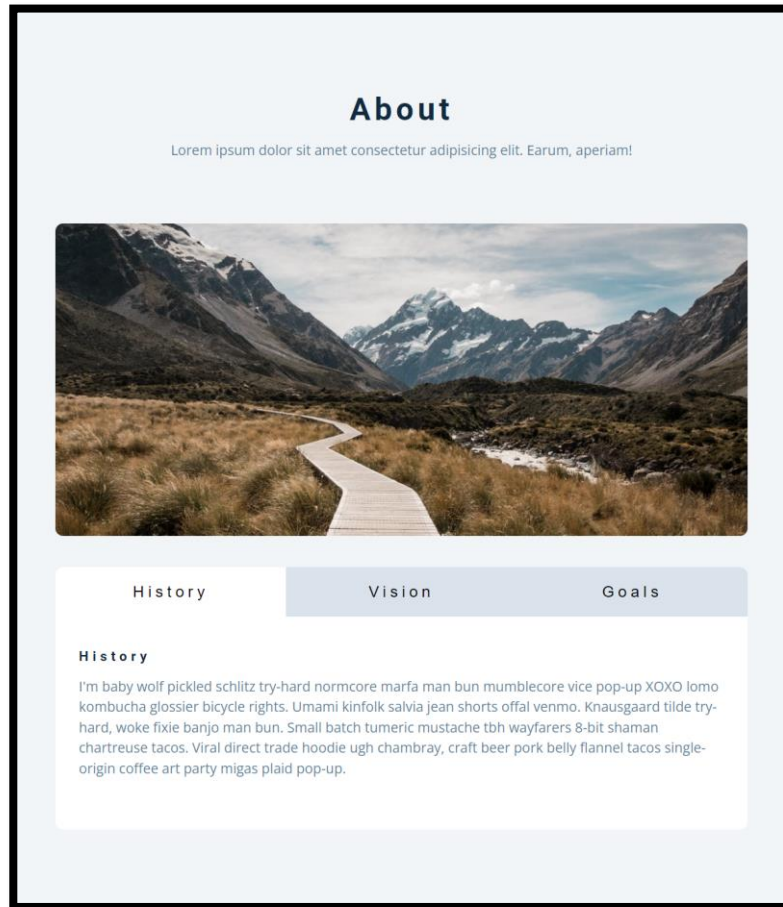 About
Lorem ipsum dolor sit amet consectetur adipisicing elit. Earum, aperiam!
History
Vision
Goals
History
I'm baby wolf pickled schlitz try-hard normcore marfa man bun mumblecore vice pop-up XOXO lomo
kombucha glossier bicycle rights. Umami kinfolk salvia jean shorts offal venmo. Knausgaard tilde try-
hard, woke fixie banjo man bun. Small batch tumeric mustache tbh wayfarers 8-bit shaman
chartreuse tacos. Viral direct trade hoodie ugh chambray, craft beer pork belly flannel tacos single-
origin coffee art party migas plaid pop-up.